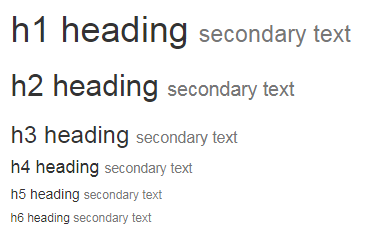 h1 heading secondary text
h2 heading secondary text
h3 heading secondary text
h4 heading secondary text
h5 heading secondary text
h6 heading secondary text